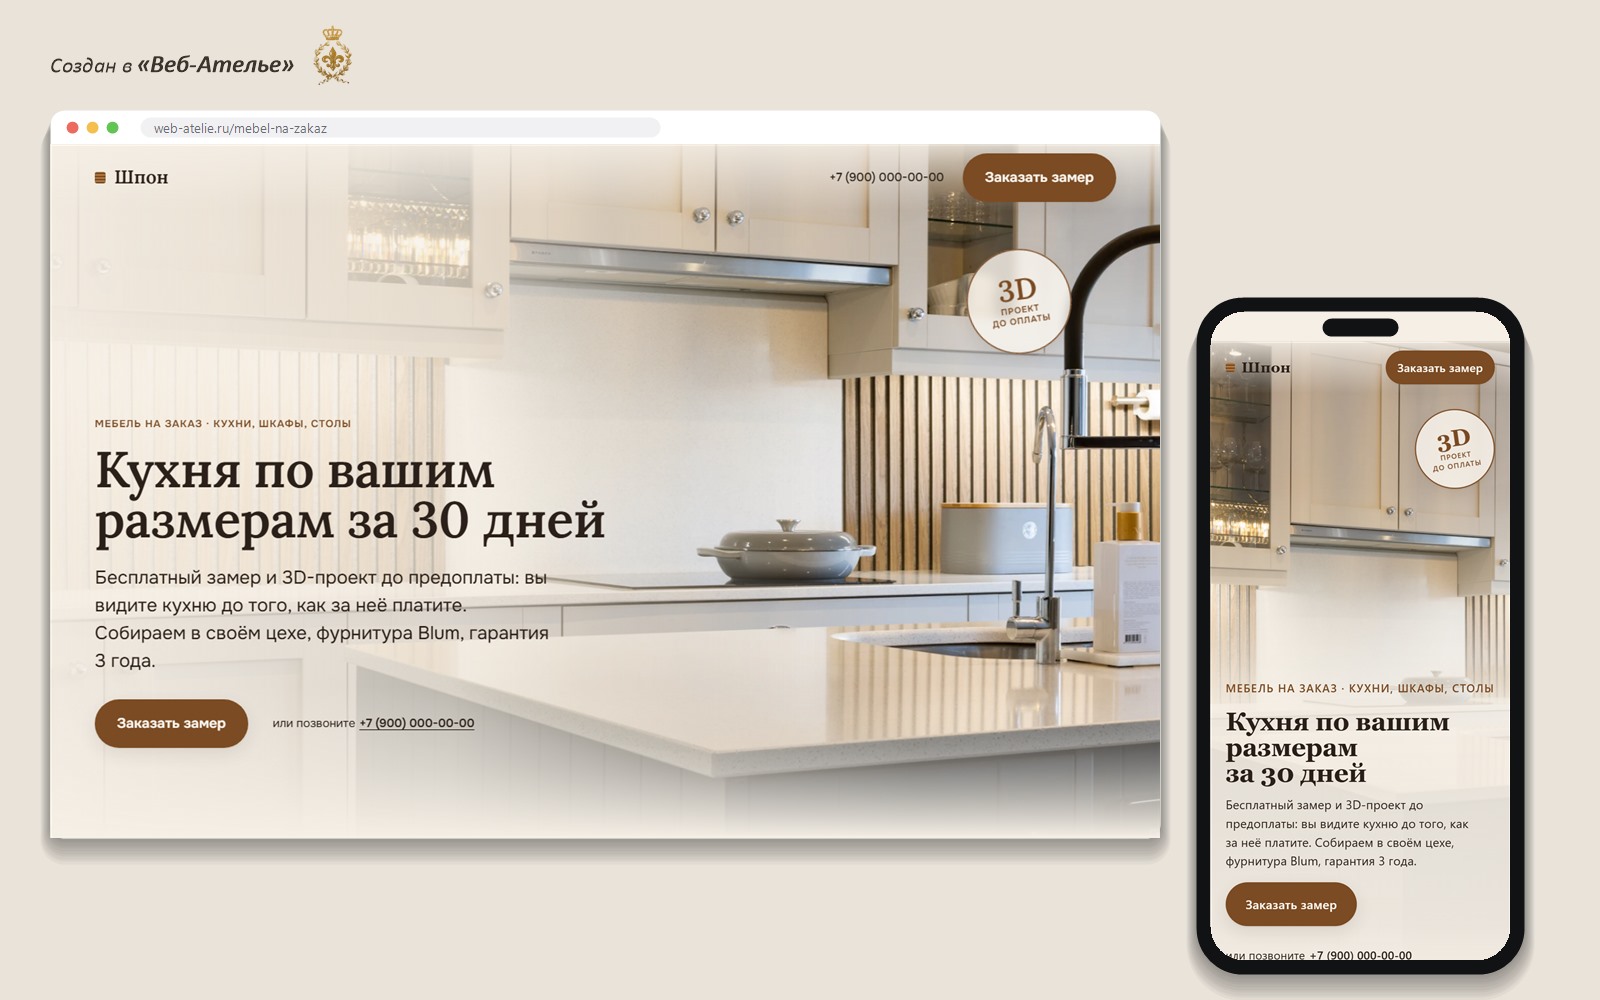 Создан в «Веб-Ателье»
web-atelie.ru/mebel-na-zakaz
Шпон
+7 (900) 000-00-00
Заказать замер
3D
ПРОЕКТ
ДО ОПЛАТЫ
МЕБЕЛЬ НА ЗАКАЗ · КУХНИ, ШКАФЫ, СТОЛЫ
Кухня по вашим
размерам за 30 дней
Бесплатный замер и 3D-проект до предоплаты: вы
видите кухню до того, как за неё платите.
Собираем в своём цехе, фурнитура Blum, гарантия
3 года.
Заказать замер
или позвоните +7 (900) 000-00-00
Шпон
Заказать замер
3D
ПРОЕКТ
ДО ОПЛАТЫ
МЕБЕЛЬ НА ЗАКАЗ · КУХНИ, ШКАФЫ, СТОЛЫ
Кухня по вашим
размерам
за 30 дней
Бесплатный замер и 3D-проект до
предоплаты: вы видите кухню до того, как
за неё платите. Собираем в своём цехе,
фурнитура Blum, гарантия 3 года.
Заказать замер
или позвоните +7 (900) 000-00-00